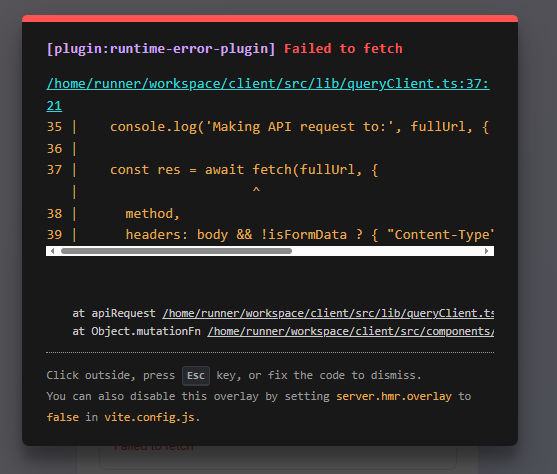 [plugin:runtime-error-plugin] Failed to fetch
/home/runner/workspace/client/src/lib/queryClient.ts:37:
21
35 |    console.log('Making API request to:', fullUrl, {
36 |
37 |    const res = await fetch(fullUrl, {
   |                      ^
38 |      method,
39 |      headers: body && !isFormData ? { "Content-Type"
at apiRequest /home/runner/workspace/client/src/lib/queryClient.ts
at Object.mutationFn /home/runner/workspace/client/src/components/
Click outside, press Esc key, or fix the code to dismiss.
You can also disable this overlay by setting server.hmr.overlay to
false in vite.config.js.
Failed to fetch